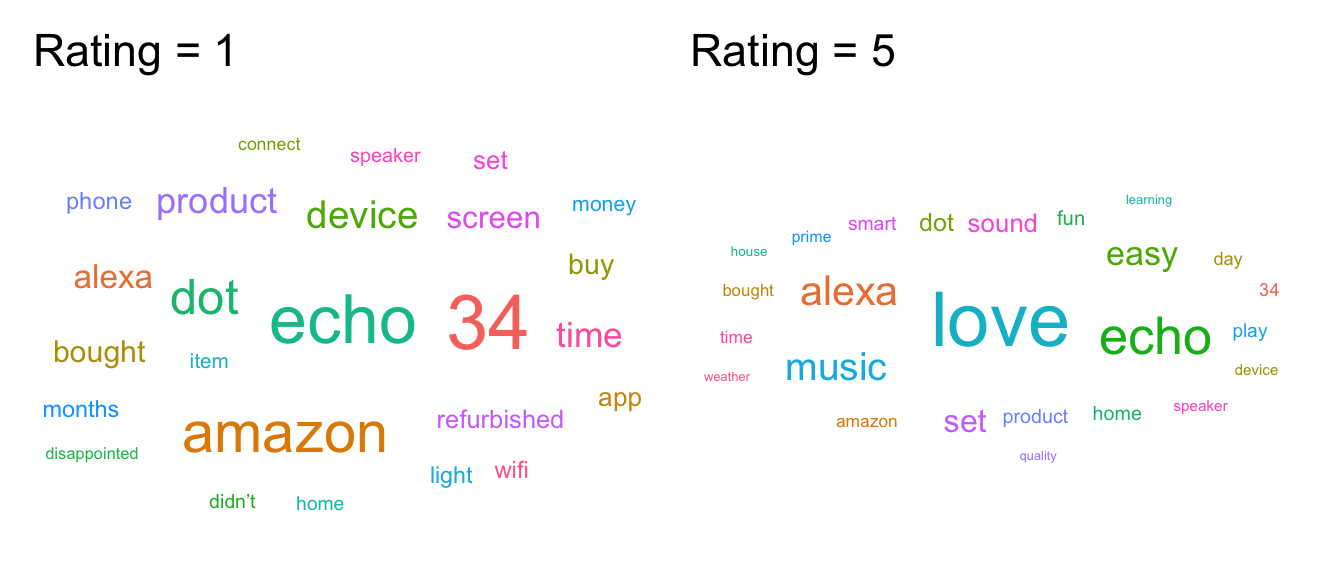 Rating = 1
connect
speaker
set
phone
product
device
screen
money
alexa
dot
echo
34
buy
time
bought
item
months
amazon
refurbished
app
disappointed
light
wifi
didn’t
home
Rating = 5
learning
smart
dot
sound
fun
prime
house
easy
day
bought
alexa
love
34
time
echo
play
weather
music
device
amazon
set
product
home
speaker
quality